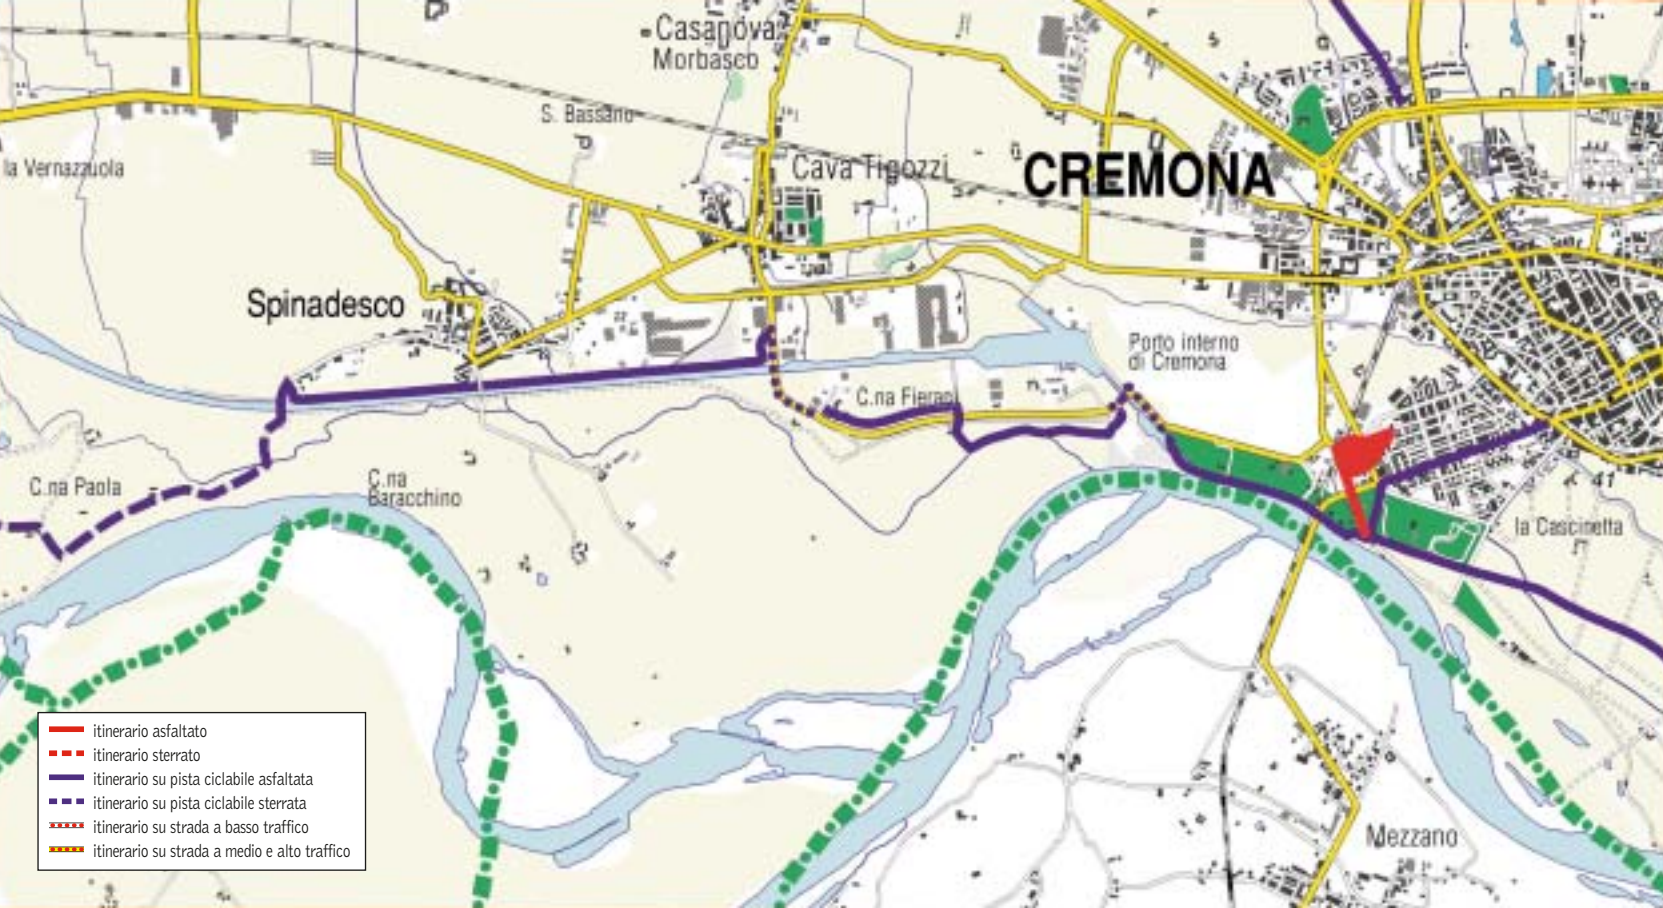 Casanova
Morbasco
S. Bassano
la Vernazzuola
Cava Tigozzi
CREMONA
Spinadesco
Porto interno
di Cremona
C.na Fieraci
C.na Paola
C.na
Baracchino
41
la Cascinetta
Mezzano
itinerario asfaltato
itinerario sterrato
itinerario su pista ciclabile asfaltata
itinerario su pista ciclabile sterrata
itinerario su strada a basso traffico
itinerario su strada a medio e alto traffico